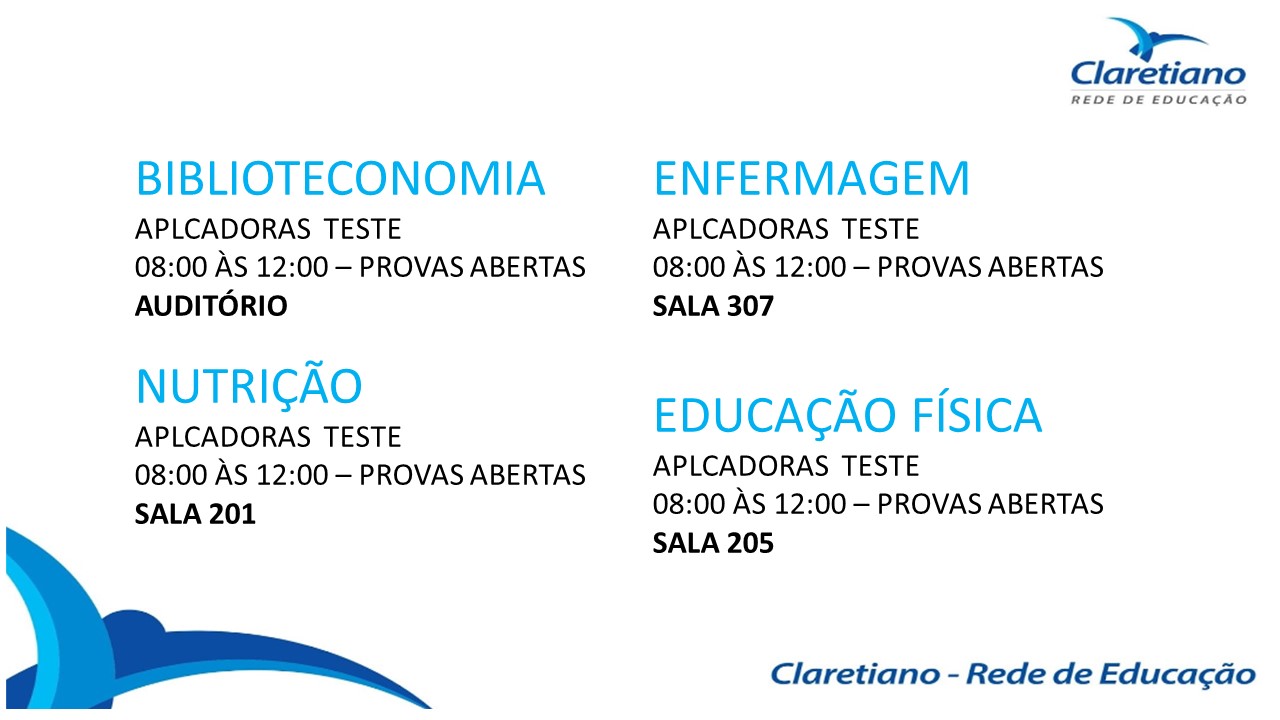 Claretiano
REDE DE EDUCAÇÃO
BIBLIOTECONOMIA
APLCADORAS TESTE
08:00 ÀS 12:00 – PROVAS ABERTAS
AUDITÓRIO
NUTRIÇÃO
APLCADORAS TESTE
08:00 ÀS 12:00 – PROVAS ABERTAS
SALA 201
ENFERMAGEM
APLCADORAS TESTE
08:00 ÀS 12:00 – PROVAS ABERTAS
SALA 307
EDUCAÇÃO FÍSICA
APLCADORAS TESTE
08:00 ÀS 12:00 – PROVAS ABERTAS
SALA 205
Claretiano - Rede de Educação